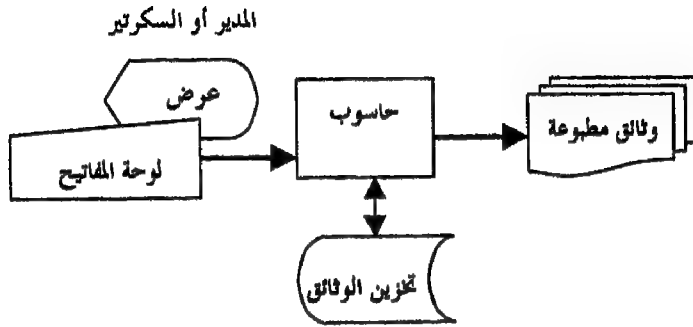 المدير أو السكرتير
عرض
حاسوب
وثائق مطبوعة
لوحة المفاتيح
تخزين الوثائق